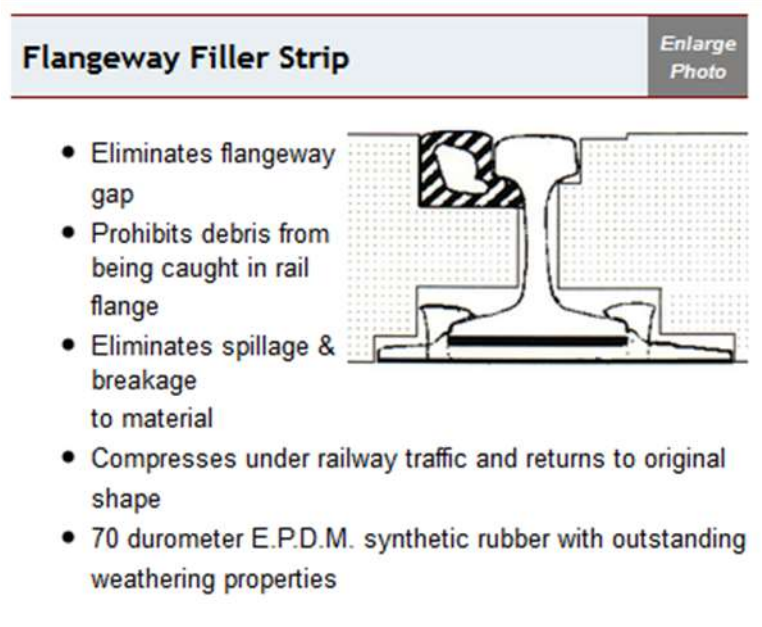 Flangeway Filler Strip
Enlarge
Photo
• Eliminates flangeway
gap
• Prohibits debris from
being caught in rail
flange
• Eliminates spillage &
breakage
to material
• Compresses under railway traffic and returns to original
shape
• 70 durometer E.P.D.M. synthetic rubber with outstanding
weathering properties